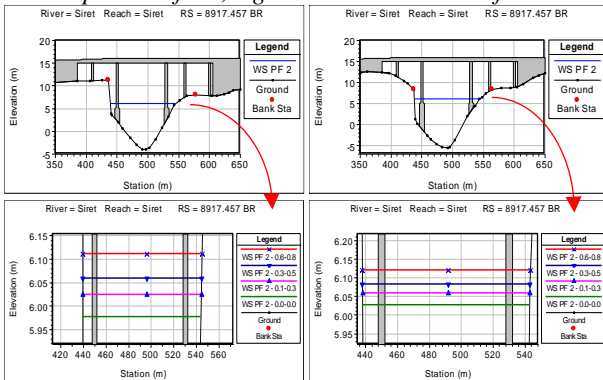 River = Siret Reach = Siret RS = 8917.457 BR
Elevation (m)
20
15
10
5
0
-5
350 400 450 500 550 600 650
Station (m)
Legend
WS PF 2
Ground
Bank Sta
River = Siret Reach = Siret RS = 8917.457 BR
Elevation (m)
20
15
10
5
0
-5
350 400 450 500 550 600 650
Station (m)
Legend
WS PF 2
Ground
Bank Sta
River = Siret Reach = Siret RS = 8917.457 BR
Elevation (m)
6.15
6.10
6.05
6.00
5.95
420 440 460 480 500 520 540 560
Station (m)
Legend
WS PF 2 - 0.6-0.8
WS PF 2 - 0.3-0.5
WS PF 2 - 0.1-0.3
WS PF 2 - 0.0-0.0
Ground
Bank Sta
River = Siret Reach = Siret RS = 8917.457 BR
Elevation (m)
6.20
6.15
6.10
6.05
6.00
5.95
440 460 480 500 520 540
Station (m)
Legend
WS PF 2 - 0.6-0.8
WS PF 2 - 0.3-0.5
WS PF 2 - 0.1-0.3
WS PF 2 - 0.0-0.0
Ground
Bank Sta